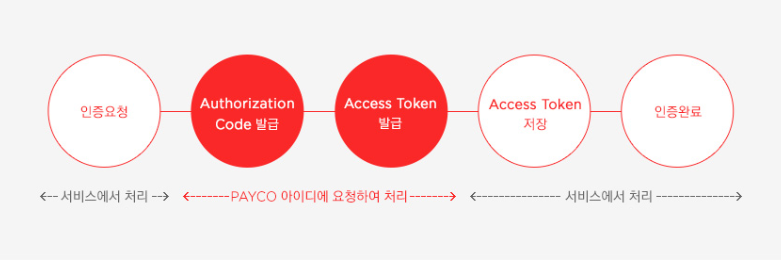 인증요청
Authorization
Code 발급
Access Token
발급
Access Token
저장
인증완료
서비스에서 처리
PAYCO 아이디에 요청하여 처리
서비스에서 처리